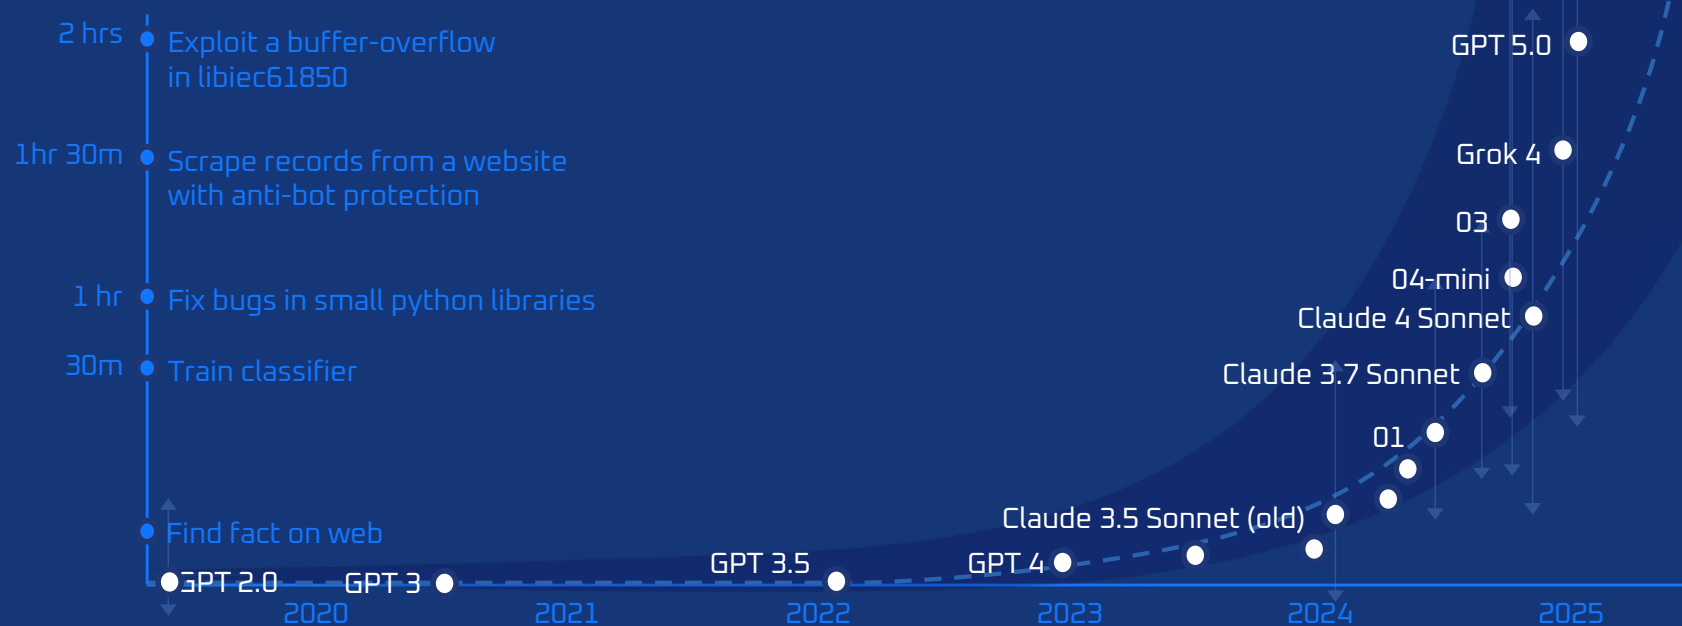 2 hrs
Exploit a buffer-overflow
in libiec61850
GPT 5.0
1hr 30m
Scrape records from a website
with anti-bot protection
Grok 4
03
04-mini
1 hr
Fix bugs in small python libraries
Claude 4 Sonnet
30m
Train classifier
Claude 3.7 Sonnet
01
Claude 3.5 Sonnet (old)
Find fact on web
GPT 2.0
GPT 3
GPT 3.5
GPT 4
2020
2021
2022
2023
2024
2025